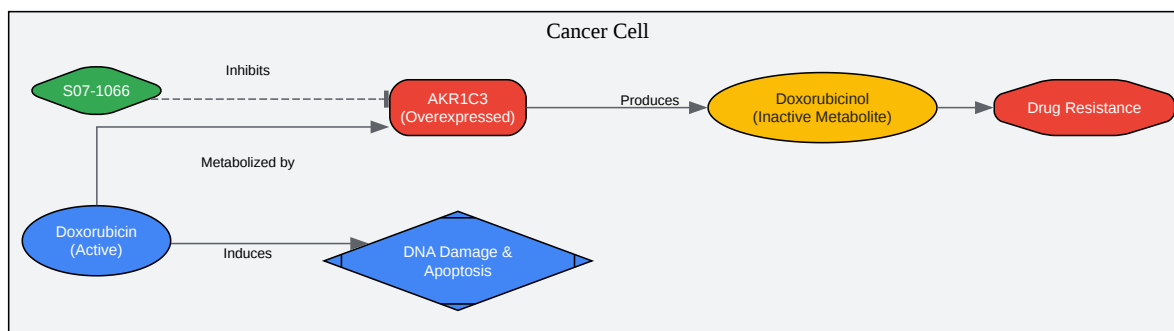 Cancer Cell
S07-1066
Inhibits
AKR1C3
(Overexpressed)
Produces
Doxorubicinol
(Inactive Metabolite)
Drug Resistance
Metabolized by
Doxorubicin
(Active)
Induces
DNA Damage &
Apoptosis